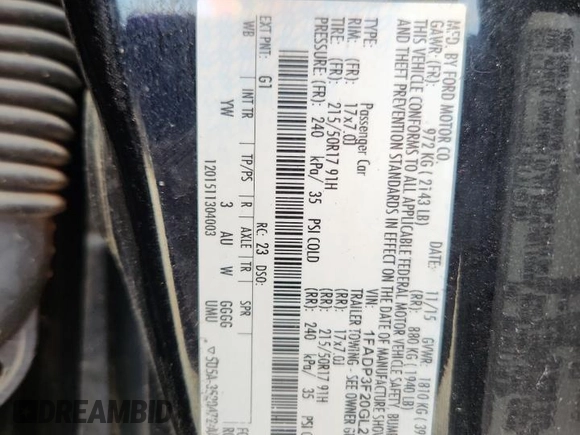 MFD. BY FORD MOTOR CO.
GAWR: (FR) 972 KG ( 2143 LB)
11/15 GVWR: 1810 KG
(RR) 880 KG ( 1940 LB)
THIS VEHICLE CONFORMS TO ALL APPLICABLE FEDERAL MOTOR VEHICLE SAFETY,
AND THEFT PREVENTION STANDARDS IN EFFECT ON THE DATE OF MANUFACTURE
VIN: 1FADP3F20GL2
TYPE: Passenger Car TRAILER TOWING - SEE OWNER
RIM: (FR) 17x7.0J (RR) 17x7.0J
TIRE: (FR) 215/50R17 91H (RR) 215/50R17 91H
PRESSURE: (FR) 240 kPa/ 35 PSI COLD (RR) 240 kPa/ 35 PSI
EXT PNT: G1 RC: 23 DSO:
WB INT TR TP/PS R AXLE TR SPR
YW 3 AU W GGGG
1201511304003 UMU
DREAMBID